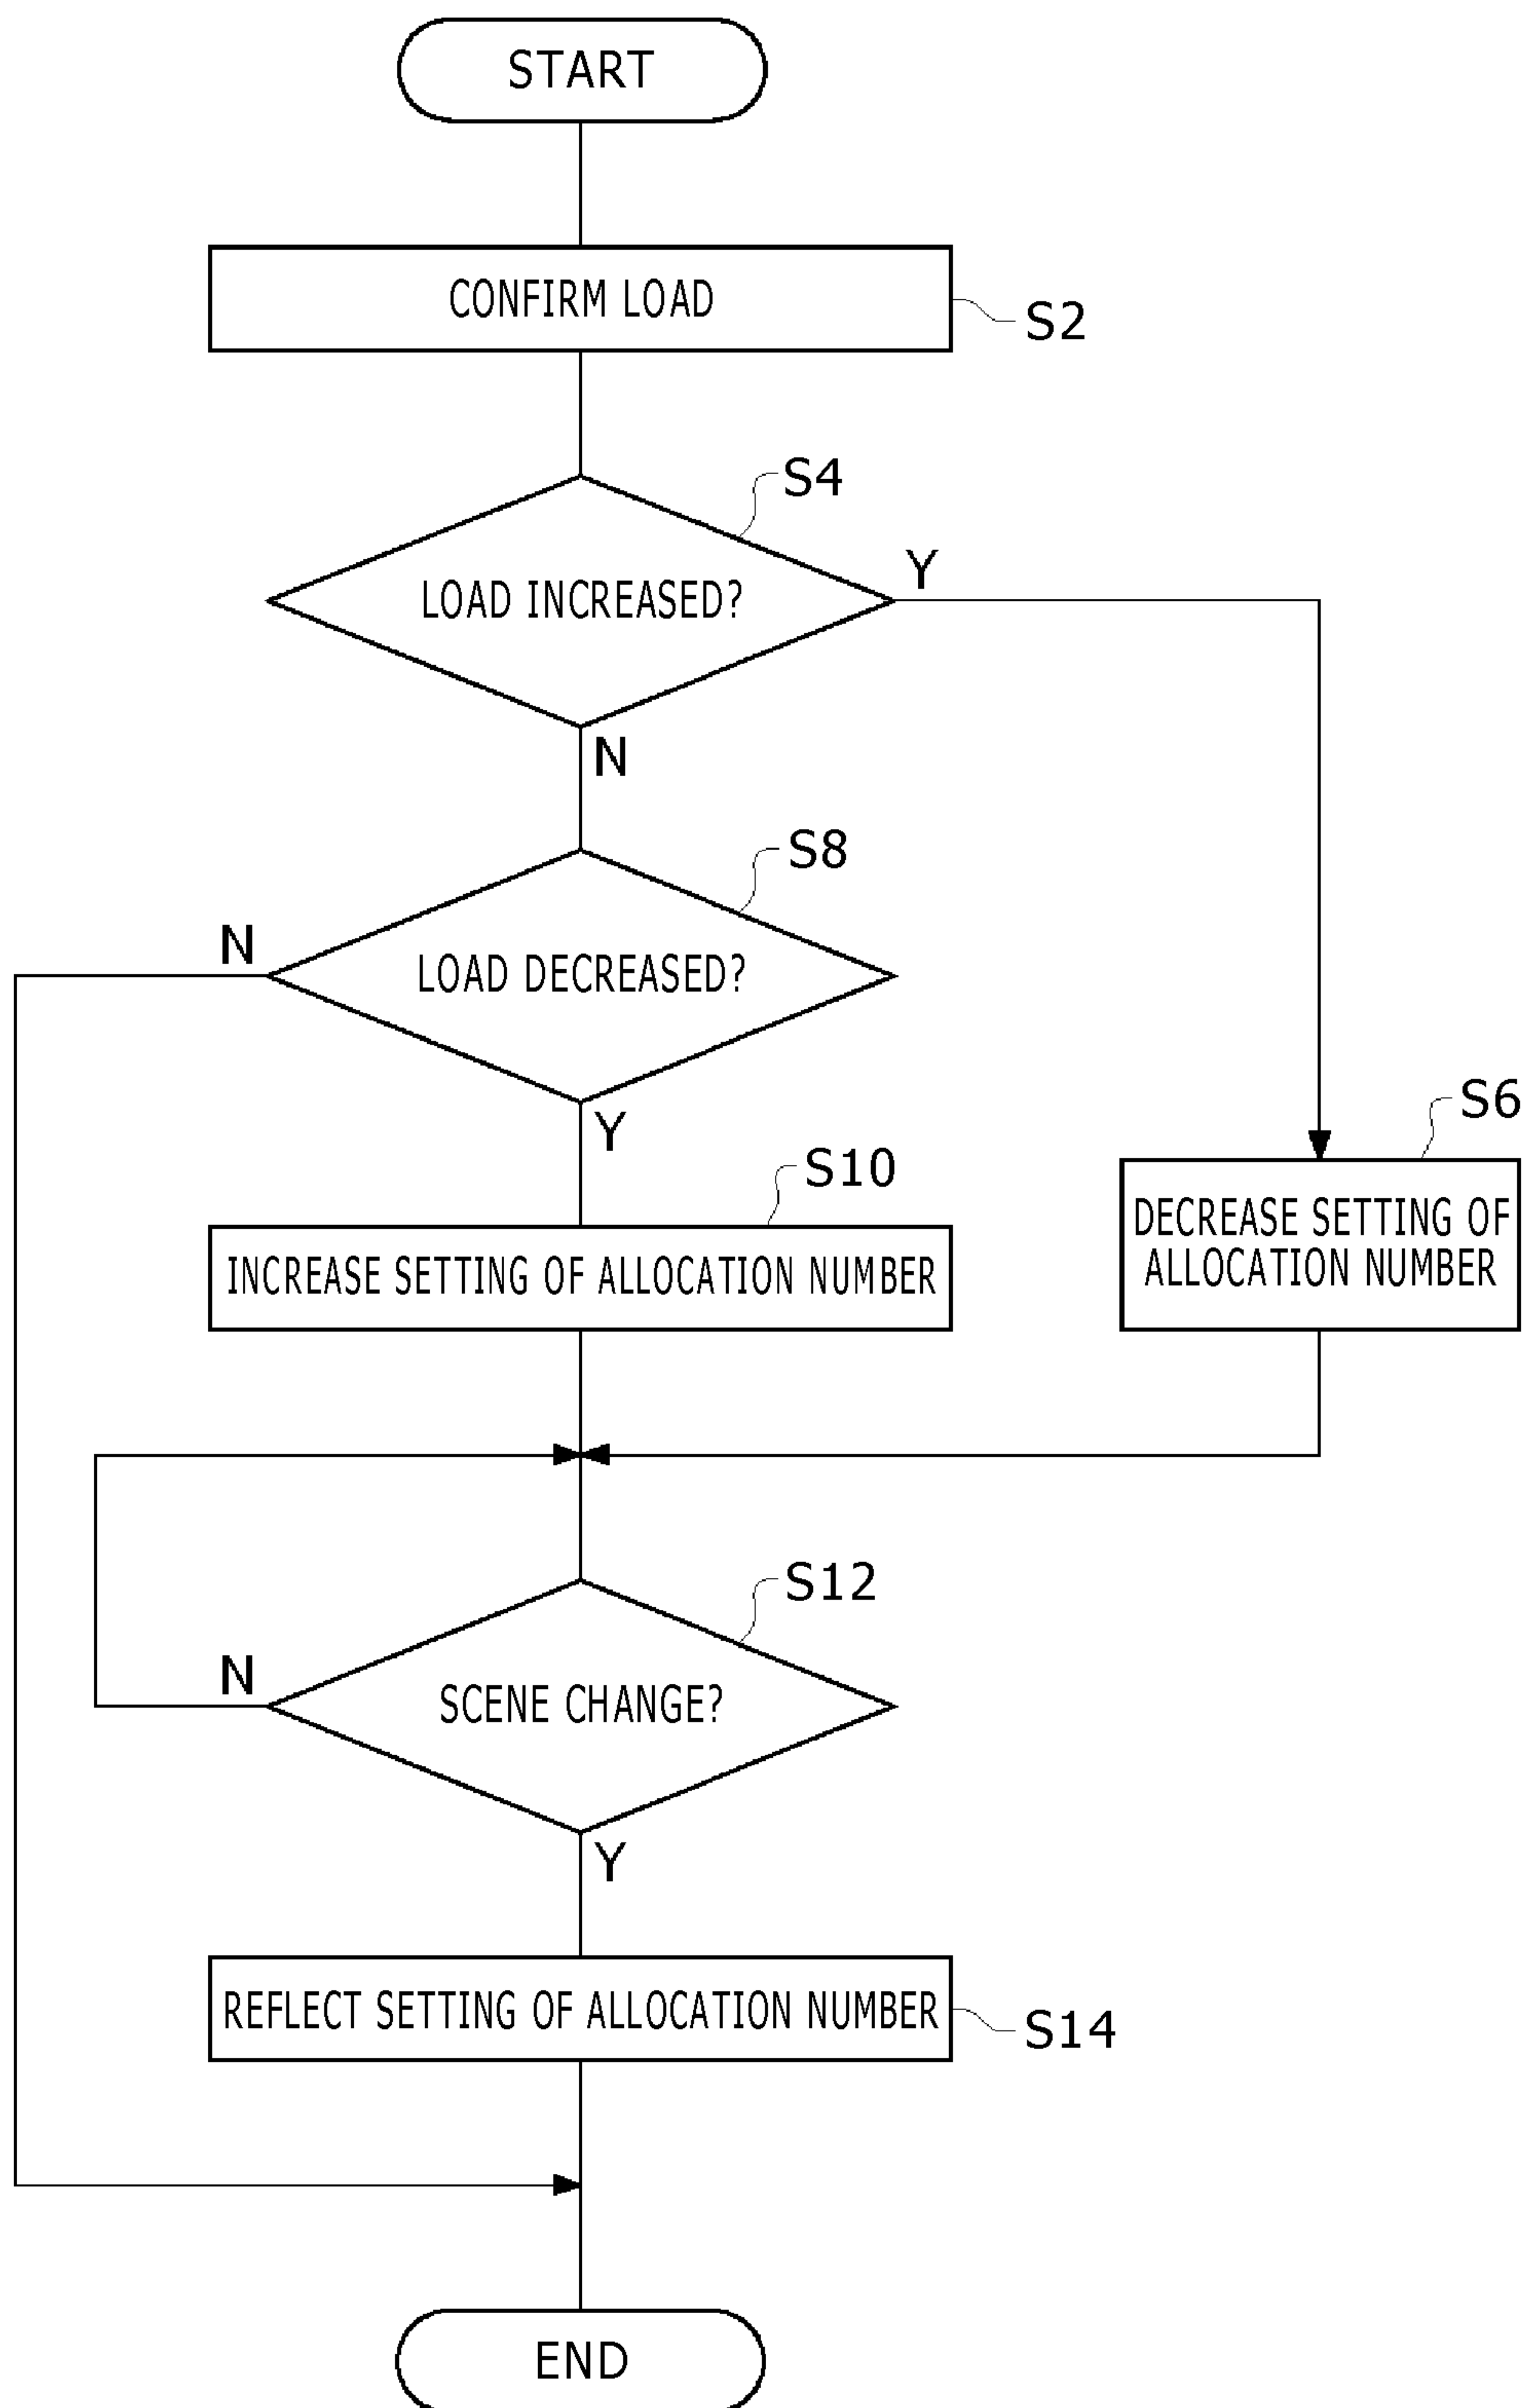 START
CONFIRM LOAD
S2
S4
LOAD INCREASED?
Y
N
S8
LOAD DECREASED?
N
Y
S6
DECREASE SETTING OF
ALLOCATION NUMBER
S10
INCREASE SETTING OF ALLOCATION NUMBER
S12
SCENE CHANGE?
N
Y
REFLECT SETTING OF ALLOCATION NUMBER
S14
END